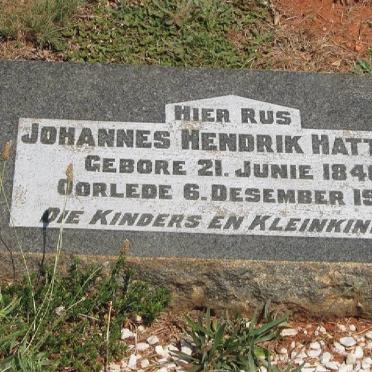 HIER RUS
JOHANNES HENDRIK HATT
GEBORE 21. JUNIE 184
OORLEDE 6. DESEMBER 19
DIE KINDERS EN KLEINKIN